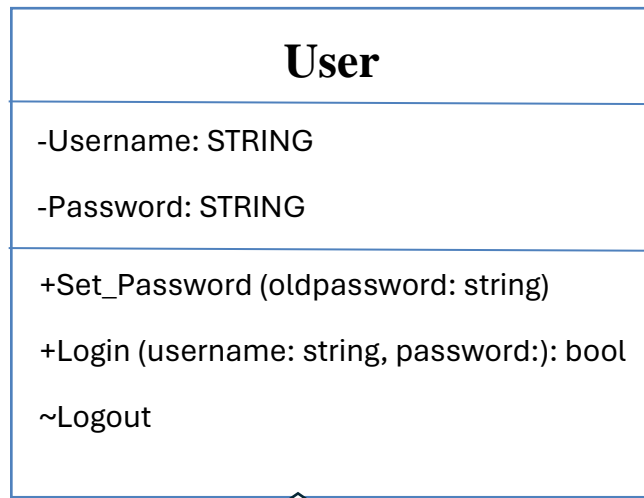 User
-Username: STRING
-Password: STRING
+Set_Password (oldpassword: string)
+Login (username: string, password:): bool
~Logout